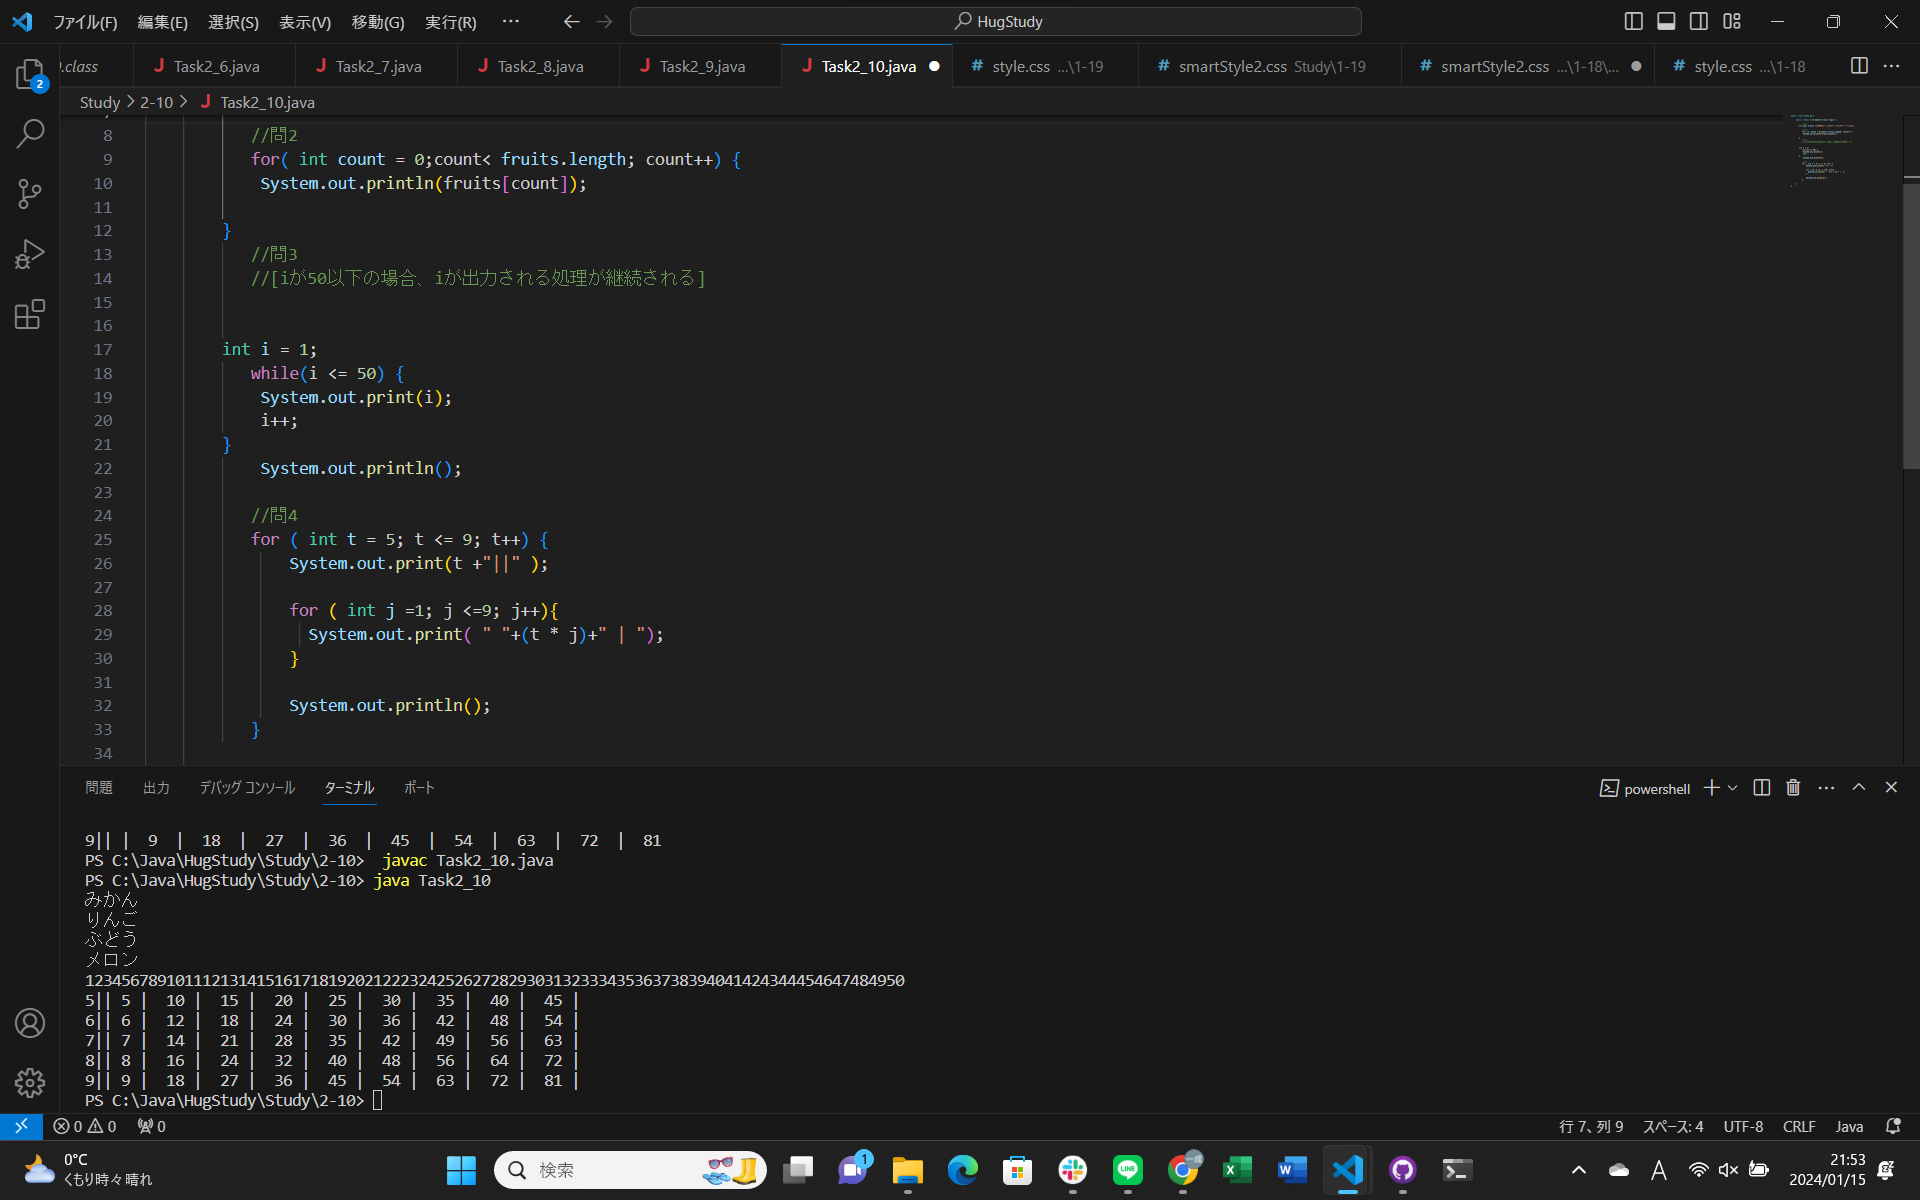 ファイル(F) 編集(E) 選択(S) 表示(V) 移動(G) 実行(R) ··· HugStudy
.class Task2_6.java Task2_7.java Task2_8.java Task2_9.java Task2_10.java style.css ...\1-19 smartStyle2.css Study\1-19 smartStyle2.css ...\1-18\... style.css ...\1-18
2
Study > 2-10 > J Task2_10.java
8 //問2
9 for( int count = 0;count< fruits.length; count++) {
10 System.out.println(fruits[count]);
11
12 }
13 //問3
14 //[iが50以下の場合、iが出力される処理が継続される]
15
16
17 int i = 1;
18 while(i <= 50) {
19 System.out.print(i);
20 i++;
21 }
22 System.out.println();
23
24 //問4
25 for ( int t = 5; t <= 9; t++) {
26 System.out.print(t +"||" );
27
28 for ( int j =1; j <=9; j++){
29 System.out.print( " "+(t * j)+" | ");
30 }
31
32 System.out.println();
33 }
34
問題 出力 デバッグ コンソール ターミナル ポート powershell
9|| | 9 | 18 | 27 | 36 | 45 | 54 | 63 | 72 | 81
PS C:\Java\HugStudy\Study\2-10> javac Task2_10.java
PS C:\Java\HugStudy\Study\2-10> java Task2_10
みかん
りんご
ぶどう
メロン
1234567891011121314151617181920212223242526272829303132333435363738394041424344454647484950
5|| 5 | 10 | 15 | 20 | 25 | 30 | 35 | 40 | 45 |
6|| 6 | 12 | 18 | 24 | 30 | 36 | 42 | 48 | 54 |
7|| 7 | 14 | 21 | 28 | 35 | 42 | 49 | 56 | 63 |
8|| 8 | 16 | 24 | 32 | 40 | 48 | 56 | 64 | 72 |
9|| 9 | 18 | 27 | 36 | 45 | 54 | 63 | 72 | 81 |
PS C:\Java\HugStudy\Study\2-10>
0 0 0 行 7、列 9 スペース: 4 UTF-8 CRLF Java
0°C
くもり時々晴れ
検索
1
A
21:53
2024/01/15